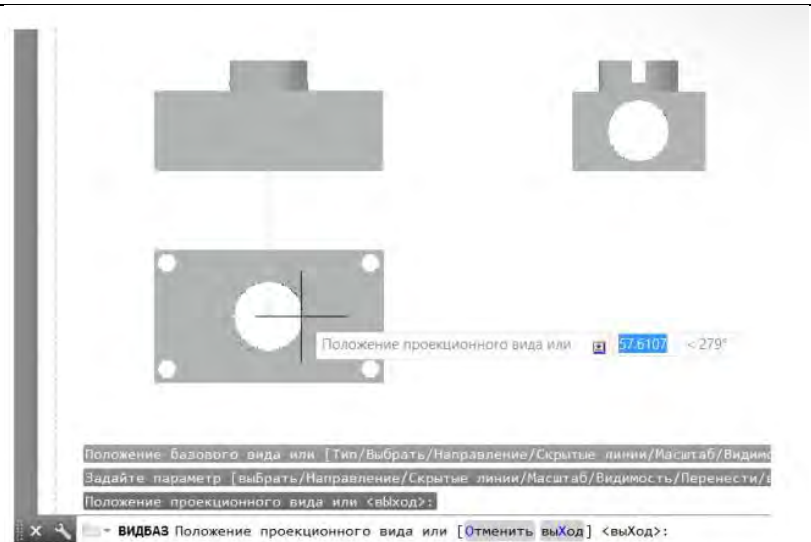 Положение проекционного вида или 57.6107 < 279°
Положение базового вида или [Тип/Выбрать/Направление/Скрытые линии/Масштаб/Видимо
Задайте параметр [выБрать/Направление/Скрытые линии/Масштаб/Видимость/Перенести/в
Положение проекционного вида или <вЫход>:
ВИДБАЗ Положение проекционного вида или [Отменить выХод] <выХод>: